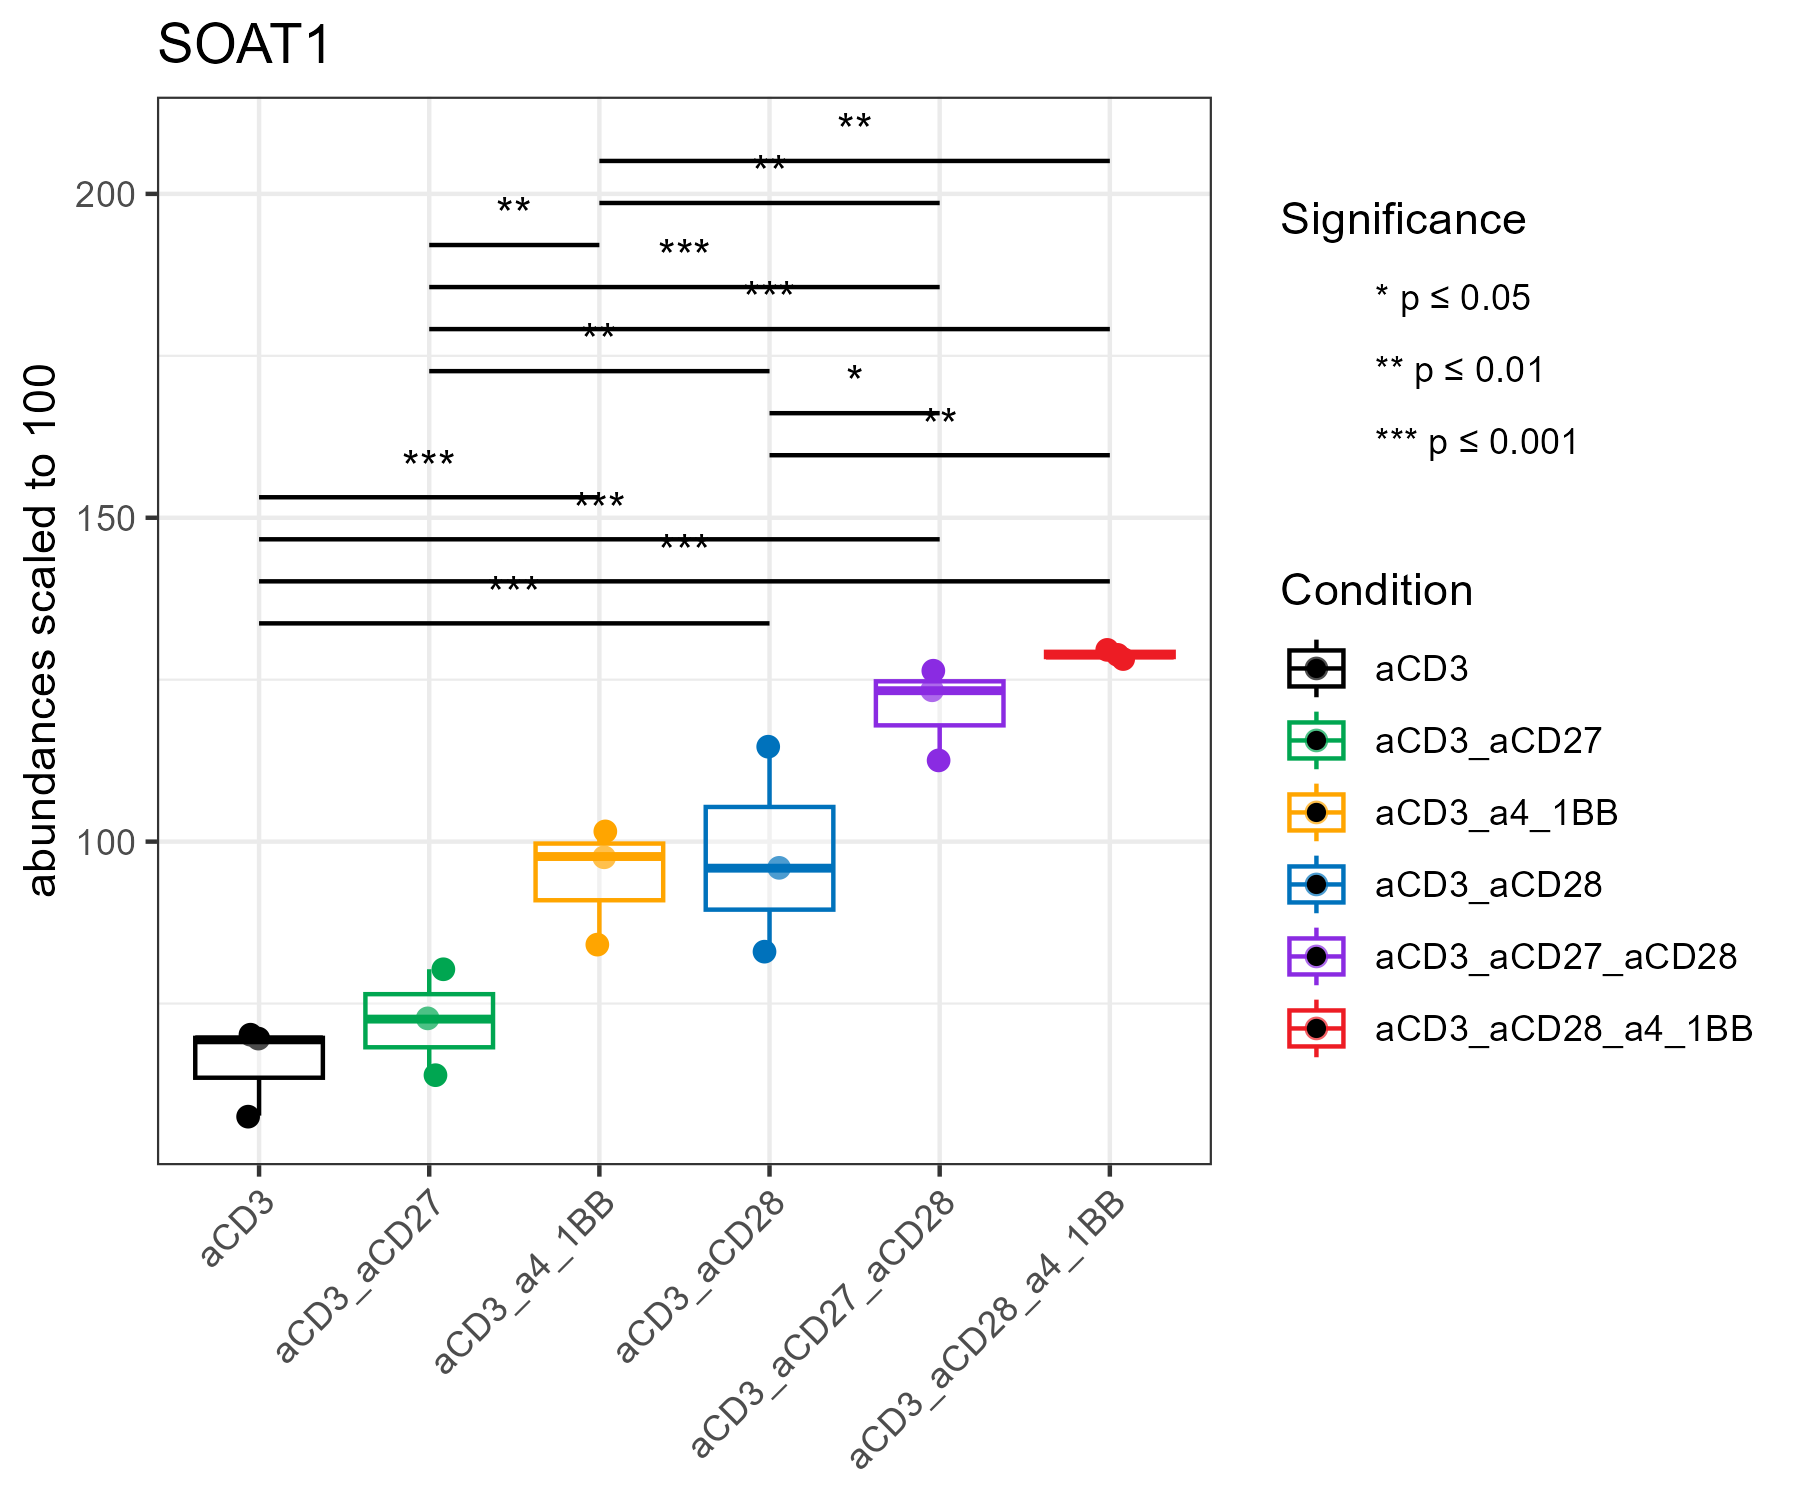 SOAT1
**
**
**
***
***
**
*
**
***
***
***
***
200
150
100
abundances scaled to 100
aCD3
aCD3_aCD27
aCD3_a4_1BB
aCD3_aCD28
aCD3_aCD27_aCD28
aCD3_aCD28_a4_1BB
Significance
* p ≤ 0.05
** p ≤ 0.01
*** p ≤ 0.001
Condition
aCD3
aCD3_aCD27
aCD3_a4_1BB
aCD3_aCD28
aCD3_aCD27_aCD28
aCD3_aCD28_a4_1BB